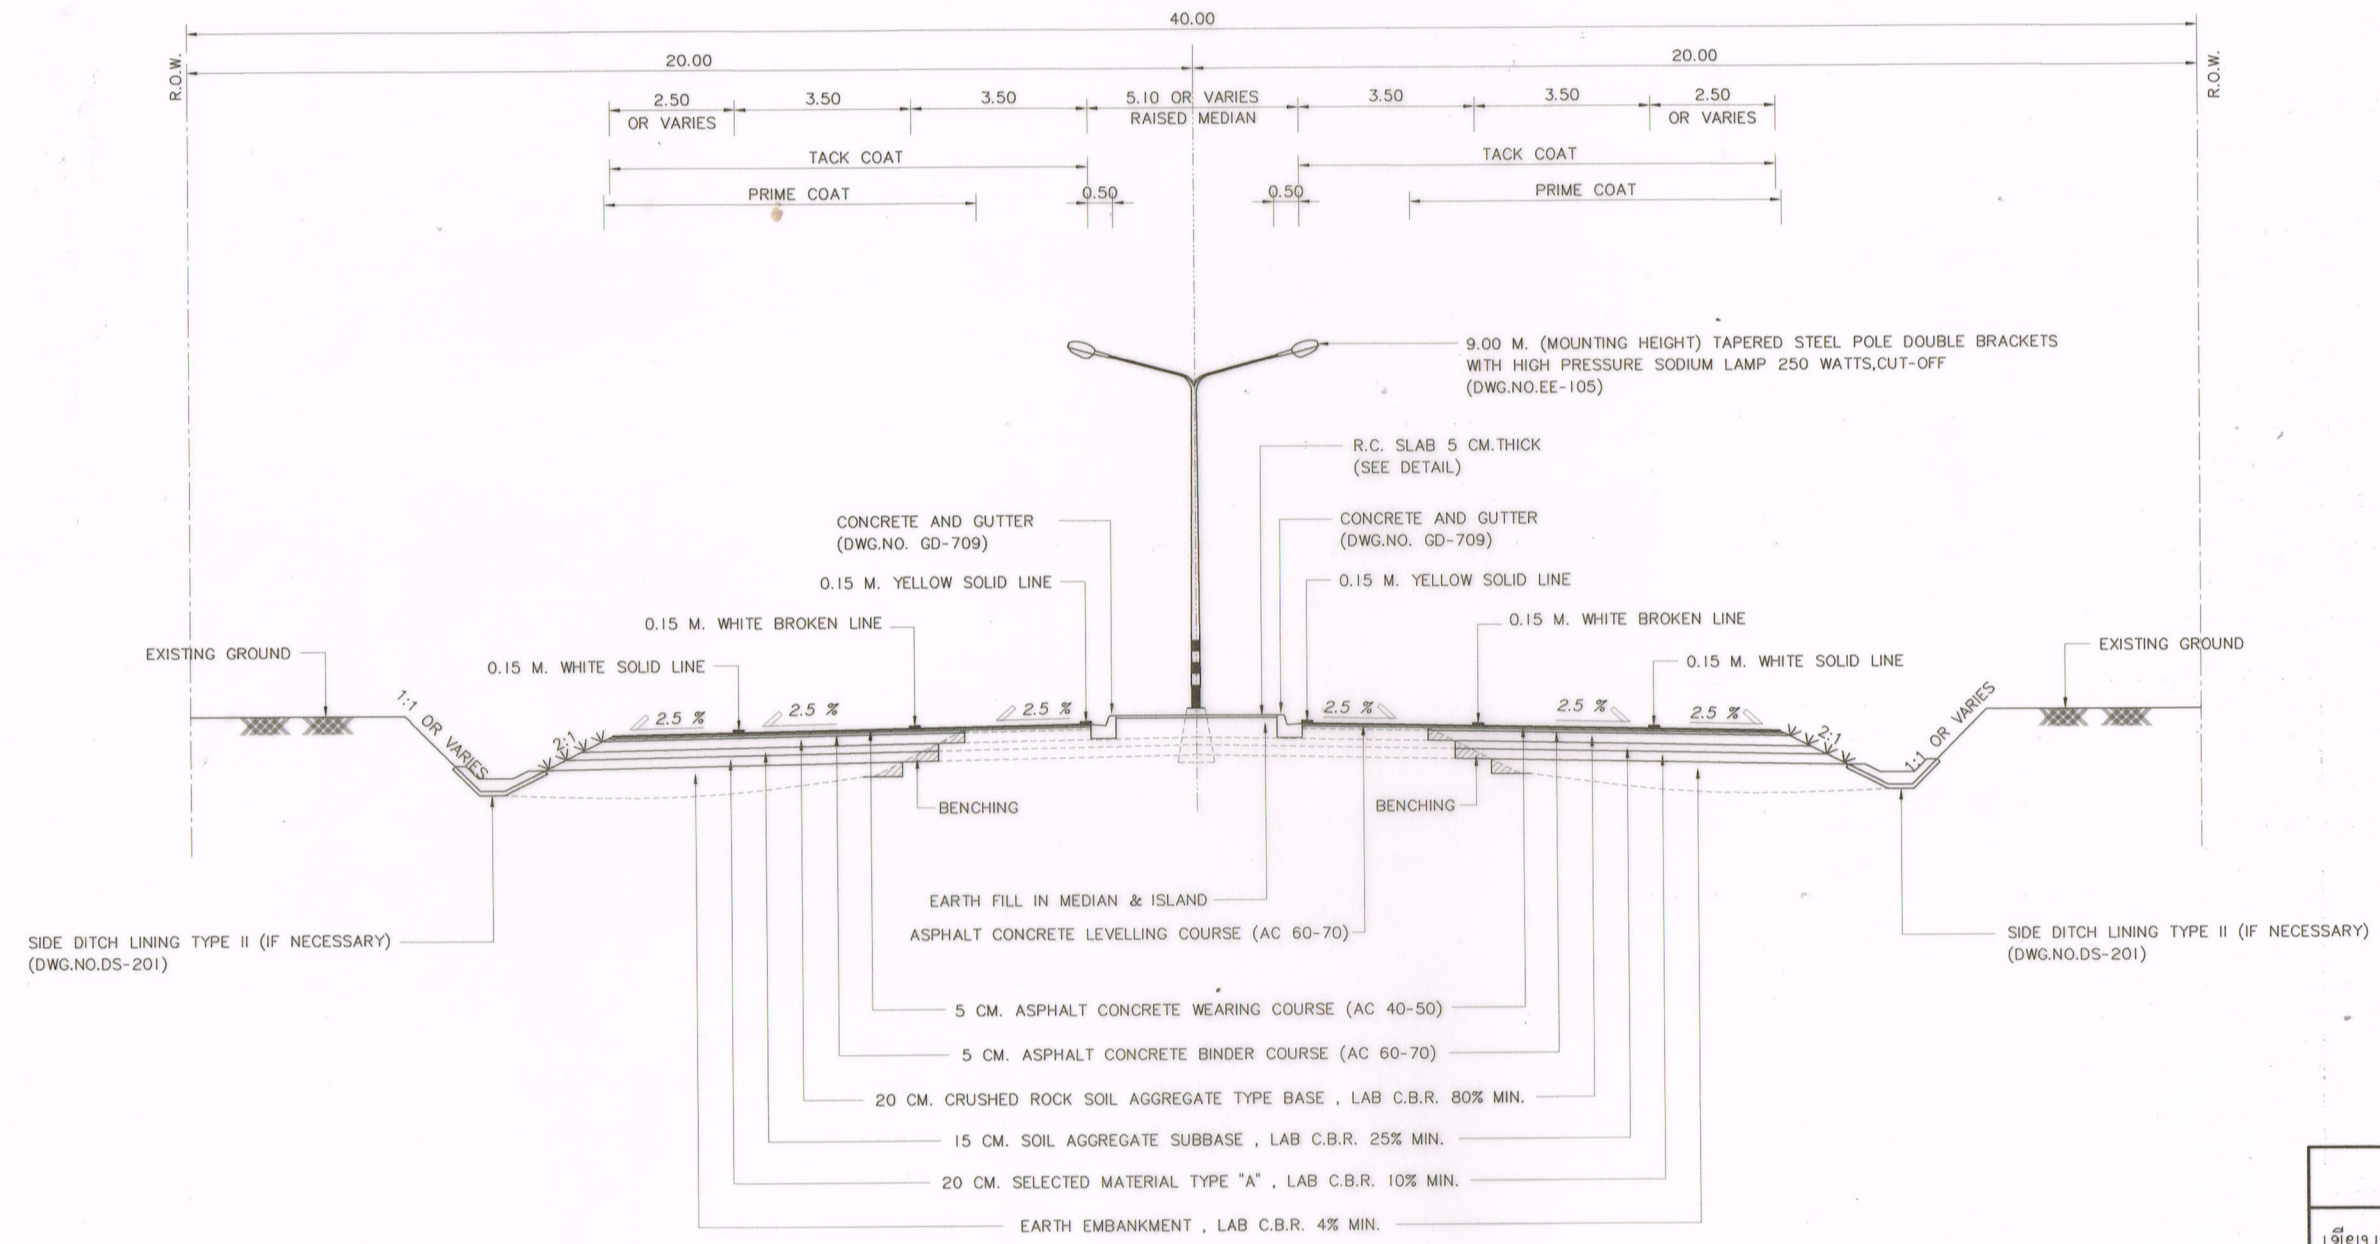 40.00
20.00
20.00
R.O.W.
R.O.W.
2.50
OR VARIES
3.50
3.50
5.10 OR VARIES
RAISED MEDIAN
3.50
3.50
2.50
OR VARIES
TACK COAT
TACK COAT
PRIME COAT
0.50
0.50
PRIME COAT
9.00 M. (MOUNTING HEIGHT) TAPERED STEEL POLE DOUBLE BRACKETS
WITH HIGH PRESSURE SODIUM LAMP 250 WATTS,CUT-OFF
(DWG.NO.EE-105)
R.C. SLAB 5 CM.THICK
(SEE DETAIL)
CONCRETE AND GUTTER
(DWG.NO. GD-709)
CONCRETE AND GUTTER
(DWG.NO. GD-709)
0.15 M. YELLOW SOLID LINE
0.15 M. YELLOW SOLID LINE
0.15 M. WHITE BROKEN LINE
0.15 M. WHITE BROKEN LINE
EXISTING GROUND
0.15 M. WHITE SOLID LINE
0.15 M. WHITE SOLID LINE
EXISTING GROUND
1:1 OR VARIES
2:1
2.5 %
2.5 %
2.5 %
2.5 %
2.5 %
2.5 %
2:1
1:1 OR VARIES
BENCHING
BENCHING
EARTH FILL IN MEDIAN & ISLAND
ASPHALT CONCRETE LEVELLING COURSE (AC 60-70)
SIDE DITCH LINING TYPE II (IF NECESSARY)
(DWG.NO.DS-201)
SIDE DITCH LINING TYPE II (IF NECESSARY)
(DWG.NO.DS-201)
5 CM. ASPHALT CONCRETE WEARING COURSE (AC 40-50)
5 CM. ASPHALT CONCRETE BINDER COURSE (AC 60-70)
20 CM. CRUSHED ROCK SOIL AGGREGATE TYPE BASE , LAB C.B.R. 80% MIN.
15 CM. SOIL AGGREGATE SUBBASE , LAB C.B.R. 25% MIN.
20 CM. SELECTED MATERIAL TYPE "A" , LAB C.B.R. 10% MIN.
EARTH EMBANKMENT , LAB C.B.R. 4% MIN.